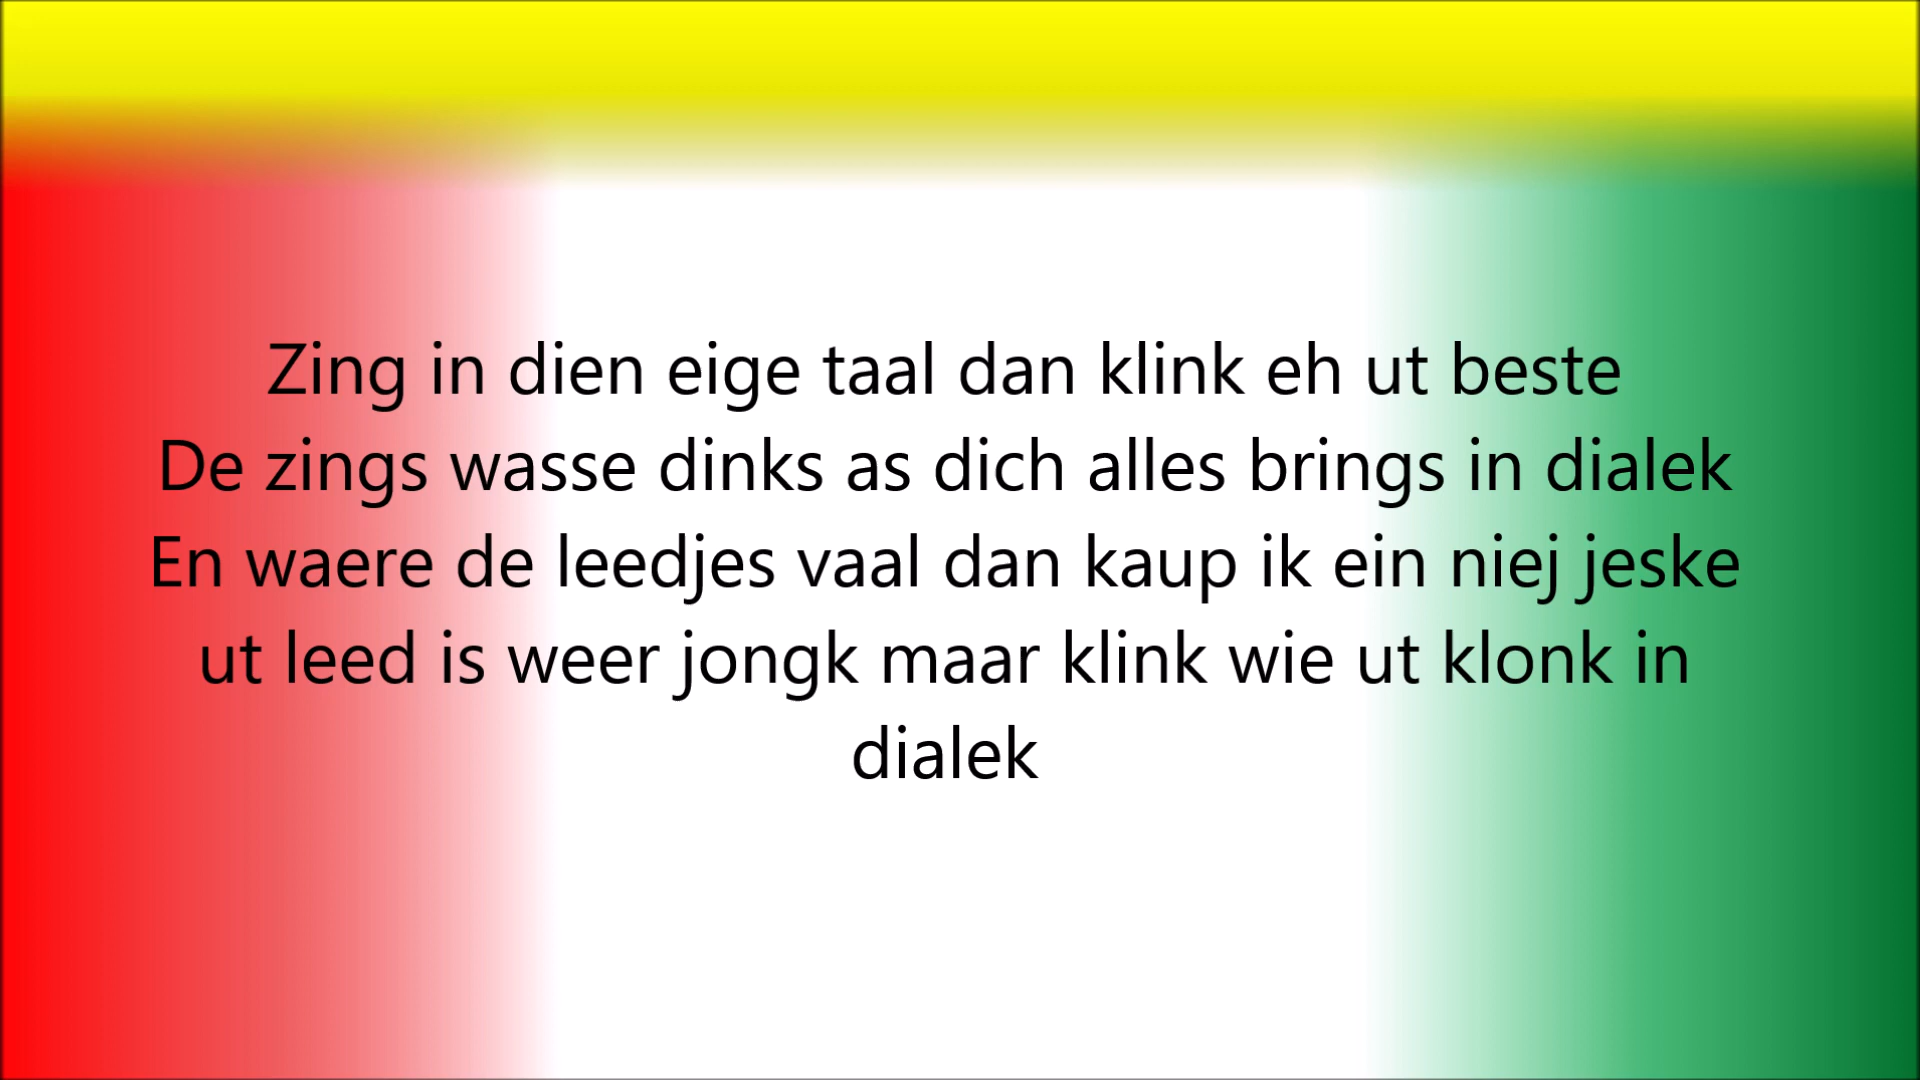 Zing in dien eige taal dan klink eh ut beste
De zings wasse dinks as dich alles brings in dialek
En waere de leedjes vaal dan kaup ik ein niej jeske
ut leed is weer jongk maar klink wie ut klonk in
dialek